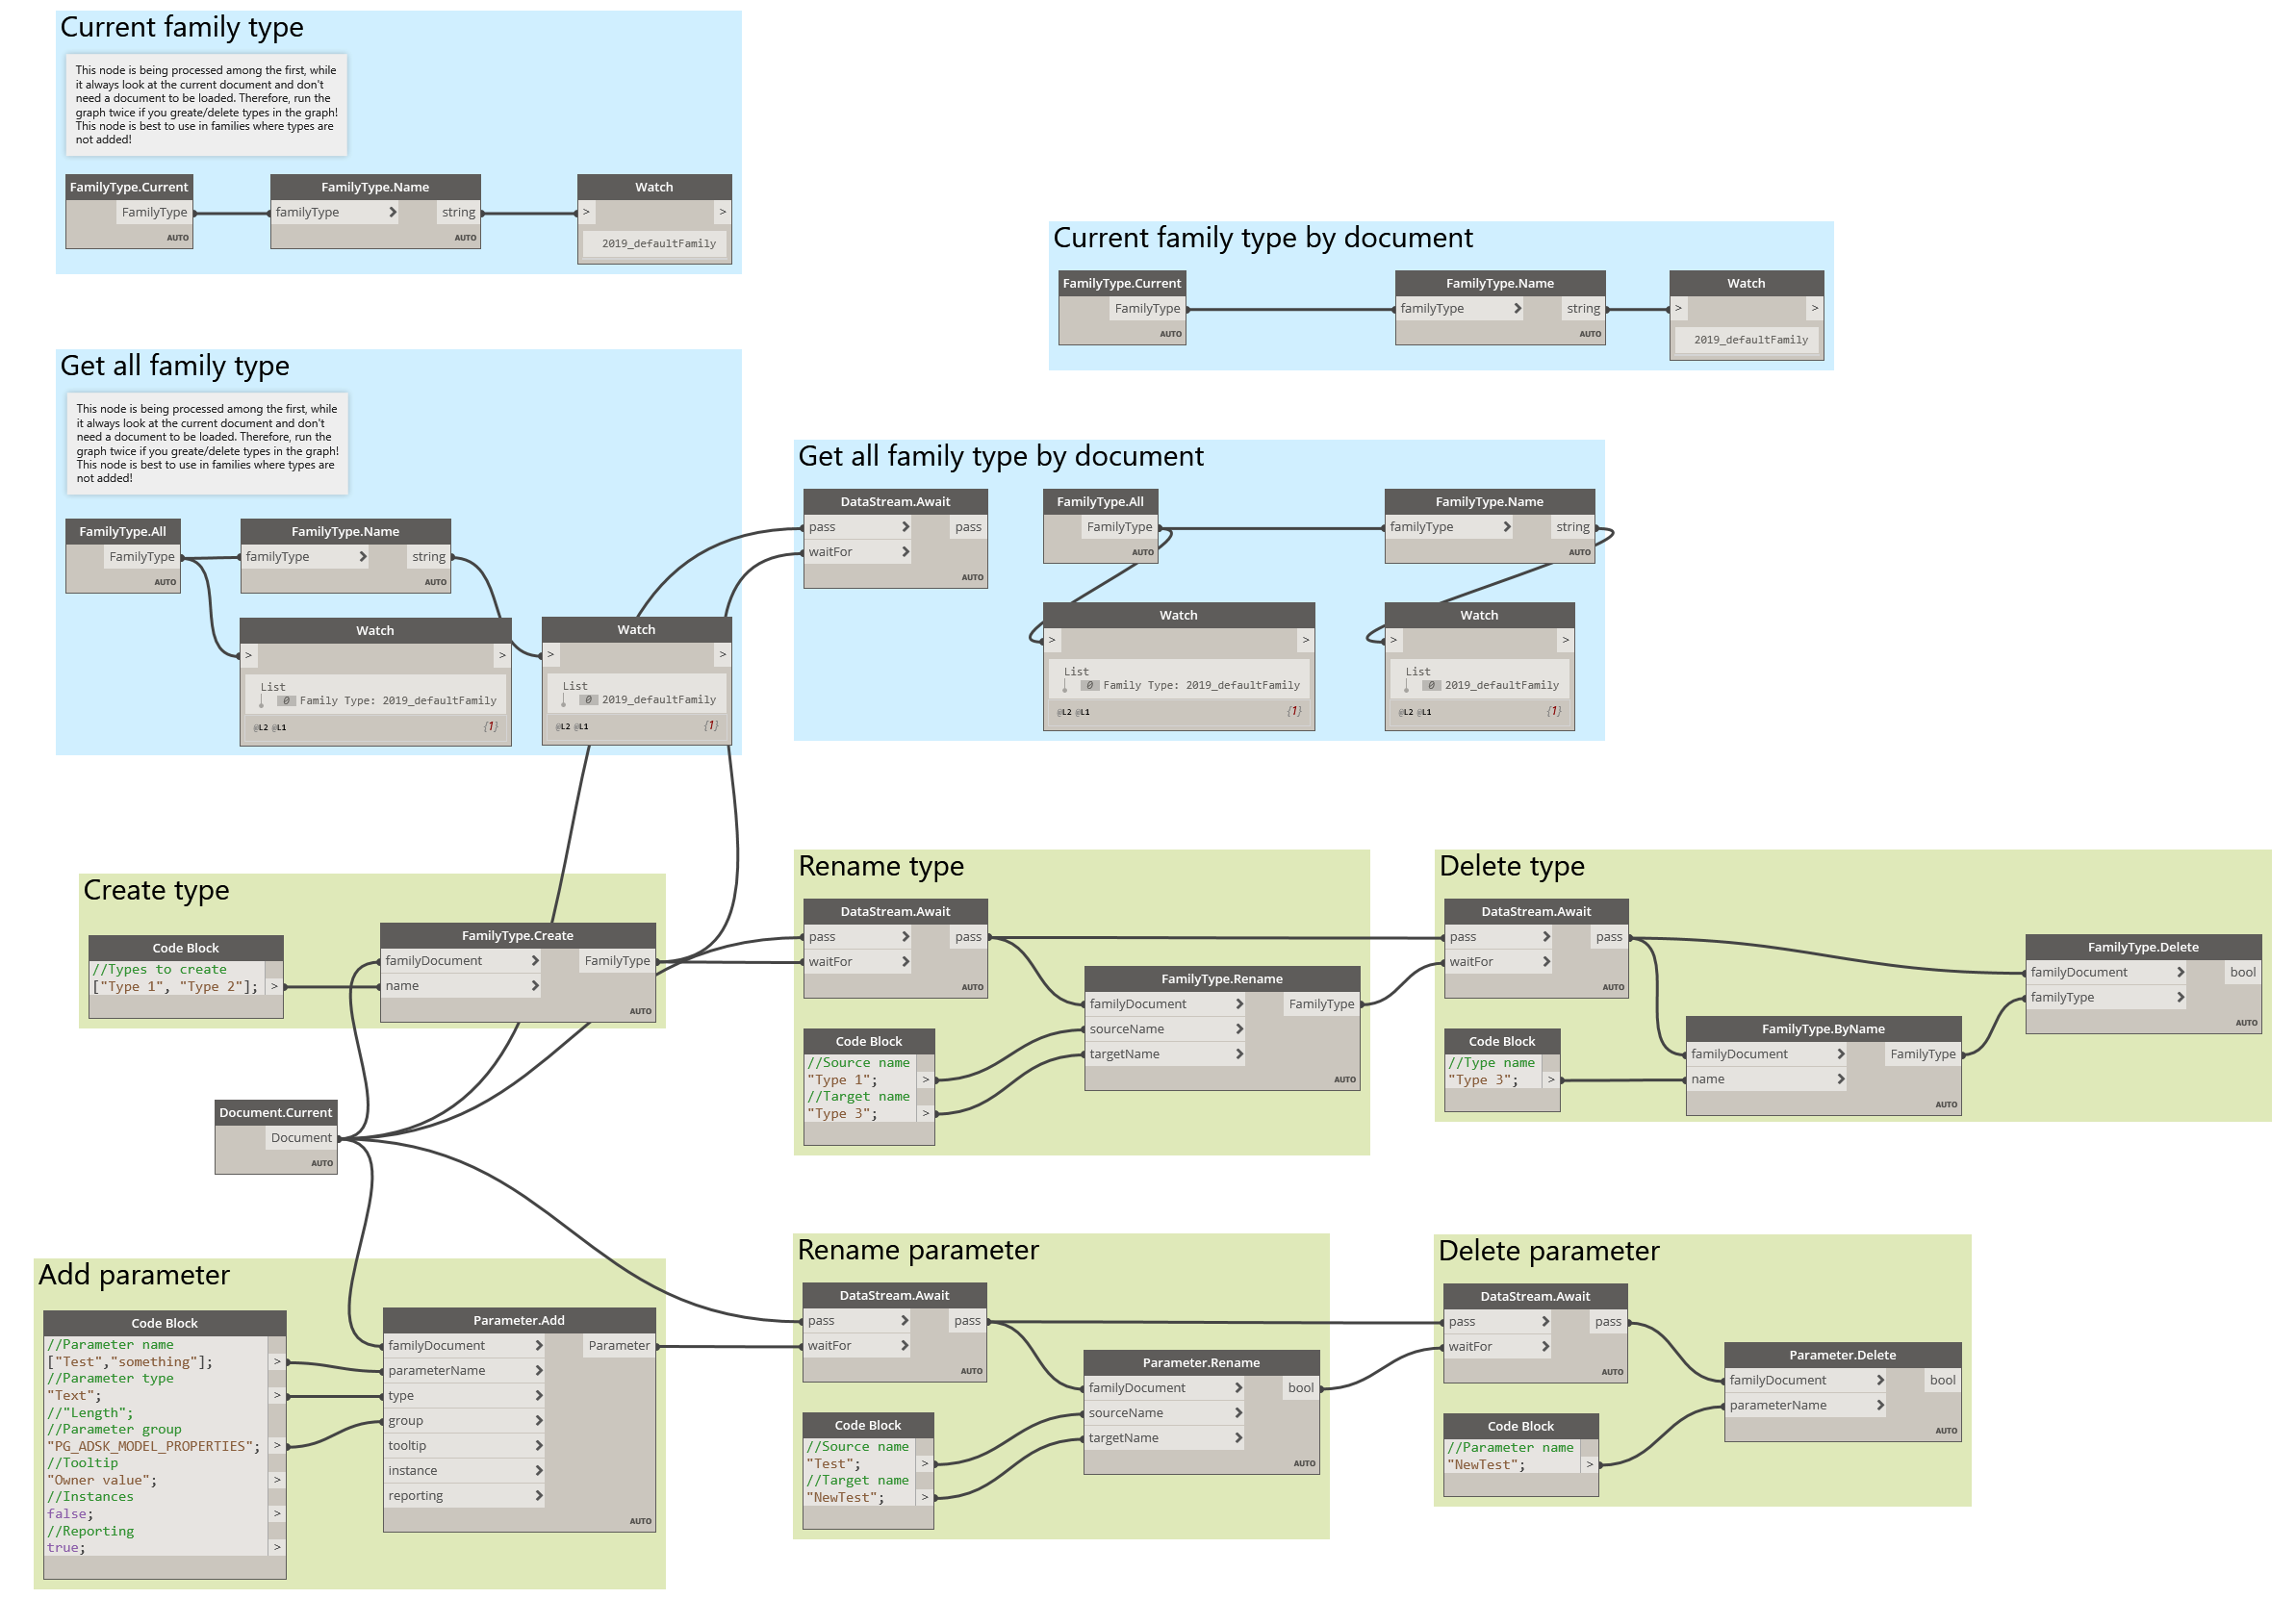 Current family type
This node is being processed among the first, while
it always look at the current document and don't
need a document to be loaded. Therefore, run the
graph twice if you greate/delete types in the graph!
This node is best to use in families where types are
not added!
FamilyType.Current
FamilyType
AUTO
FamilyType.Name
familyType > string
AUTO
Watch
> >
2019_defaultFamily
Current family type by document
FamilyType.Current
FamilyType
AUTO
FamilyType.Name
familyType > string
AUTO
Watch
> >
2019_defaultFamily
Get all family type
This node is being processed among the first, while
it always look at the current document and don't
need a document to be loaded. Therefore, run the
graph twice if you greate/delete types in the graph!
This node is best to use in families where types are
not added!
FamilyType.All
FamilyType
AUTO
FamilyType.Name
familyType > string
AUTO
Watch
> >
List
0 Family Type: 2019_defaultFamily
@L2 @L1 {1}
Watch
> >
List
0 2019_defaultFamily
@L2 @L1 {1}
Get all family type by document
DataStream.Await
pass > pass
waitFor >
AUTO
FamilyType.All
FamilyType
AUTO
FamilyType.Name
familyType > string
AUTO
Watch
> >
List
0 Family Type: 2019_defaultFamily
@L2 @L1 {1}
Watch
> >
List
0 2019_defaultFamily
@L2 @L1 {1}
Create type
Code Block
//Types to create
["Type 1", "Type 2"]; >
FamilyType.Create
familyDocument > FamilyType
name >
AUTO
Rename type
DataStream.Await
pass > pass
waitFor >
AUTO
Code Block
//Source name
"Type 1"; >
//Target name
"Type 3"; >
FamilyType.Rename
familyDocument > FamilyType
sourceName >
targetName >
AUTO
Delete type
DataStream.Await
pass > pass
waitFor >
AUTO
Code Block
//Type name
"Type 3"; >
FamilyType.ByName
familyDocument > FamilyType
name >
AUTO
FamilyType.Delete
familyDocument > bool
familyType >
AUTO
Document.Current
Document
AUTO
Add parameter
Code Block
//Parameter name
["Test","something"]; >
//Parameter type
"Text"; >
//"Length";
//Parameter group
"PG_ADSK_MODEL_PROPERTIES"; >
//Tooltip
"Owner value"; >
//Instances
false; >
//Reporting
true; >
Parameter.Add
familyDocument > Parameter
parameterName >
type >
group >
tooltip >
instance >
reporting >
AUTO
Rename parameter
DataStream.Await
pass > pass
waitFor >
AUTO
Code Block
//Source name
"Test"; >
//Target name
"NewTest"; >
Parameter.Rename
familyDocument > bool
sourceName >
targetName >
AUTO
Delete parameter
DataStream.Await
pass > pass
waitFor >
AUTO
Code Block
//Parameter name
"NewTest"; >
Parameter.Delete
familyDocument > bool
parameterName >
AUTO